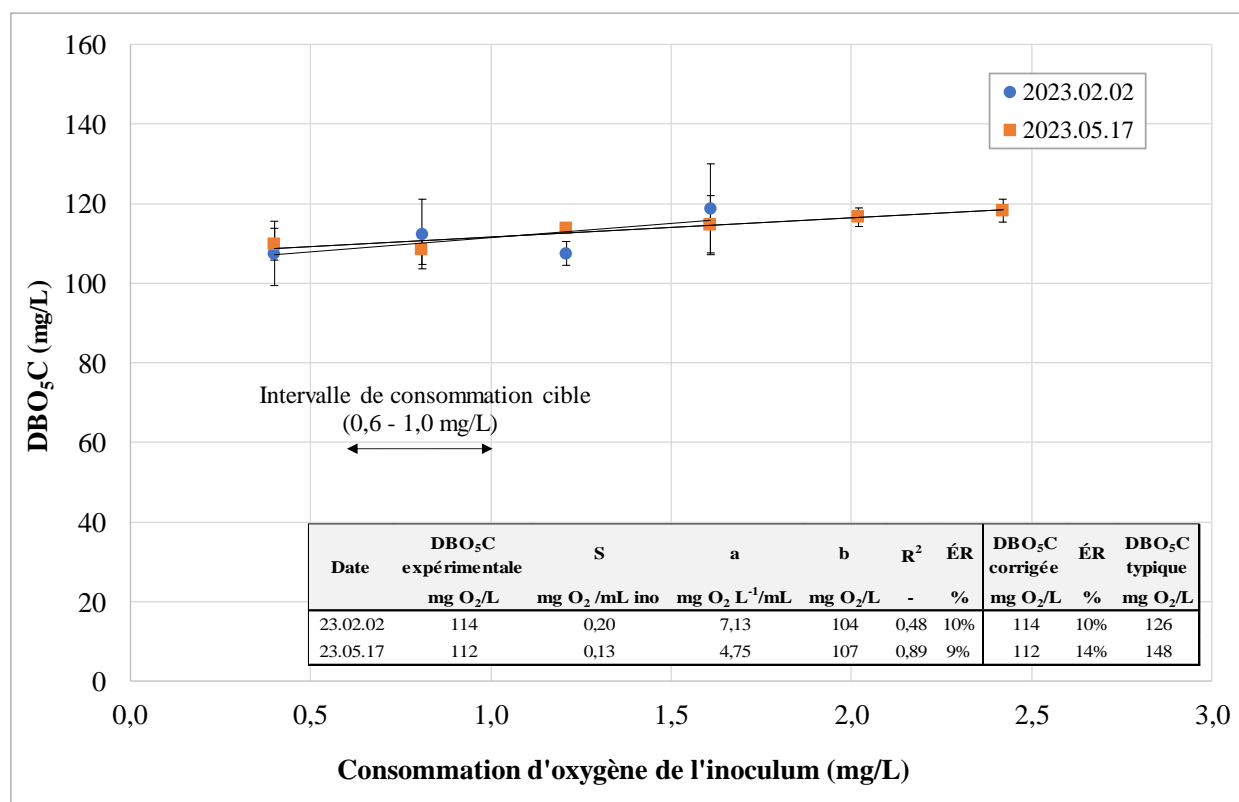 160
140
120
100
80
60
40
20
0
DBO₅C (mg/L)
2023.02.02
2023.05.17
Intervalle de consommation cible
(0,6 - 1,0 mg/L)
Date DBO₅C expérimentale S a b R² ÉR DBO₅C corrigée ÉR DBO₅C typique
mg O₂/L mg O₂ /mL ino mg O₂ L⁻¹/mL mg O₂/L - % mg O₂/L % mg O₂/L
23.02.02 114 0,20 7,13 104 0,48 10% 114 10% 126
23.05.17 112 0,13 4,75 107 0,89 9% 112 14% 148
0,0 0,5 1,0 1,5 2,0 2,5 3,0
Consommation d'oxygène de l'inoculum (mg/L)